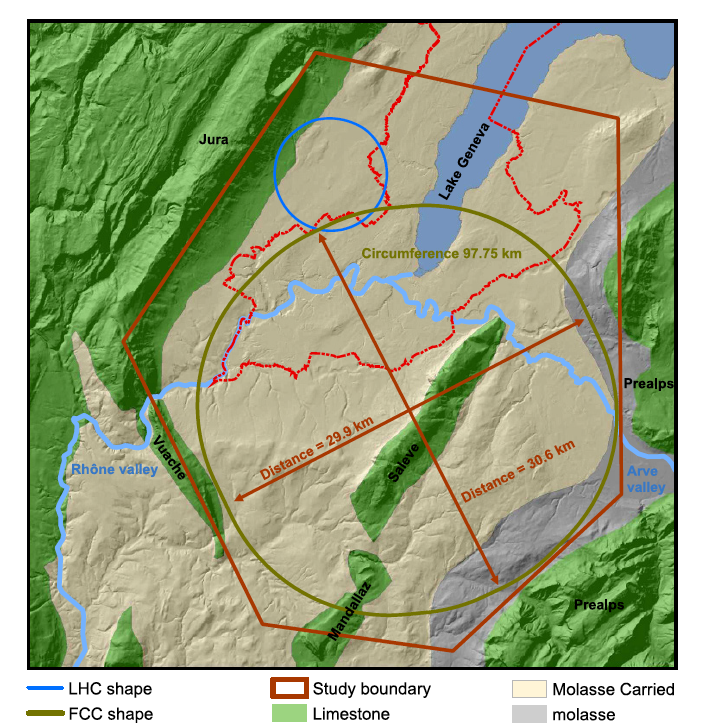 Jura
Lake Geneva
Circumference 97.75 km
Prealps
Distance = 29.9 km
Vuache
Rhône valley
Saleve
Distance = 30.6 km
Arve
valley
Mandallaz
Prealps
LHC shape
Study boundary
Molasse Carried
FCC shape
Limestone
molasse